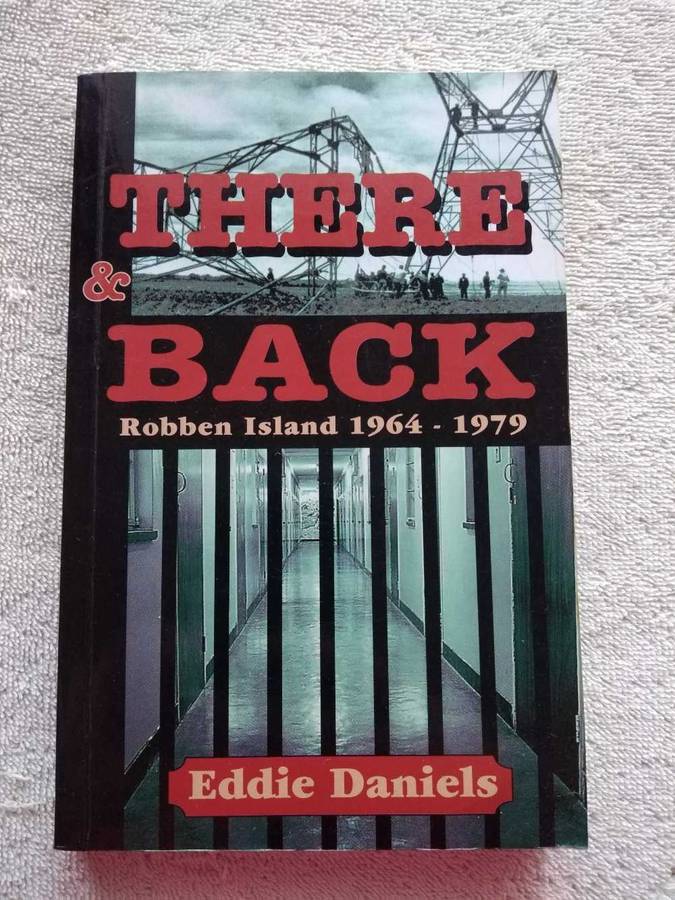 THERE
&
BACK
Robben Island 1964 - 1979
Eddie Daniels